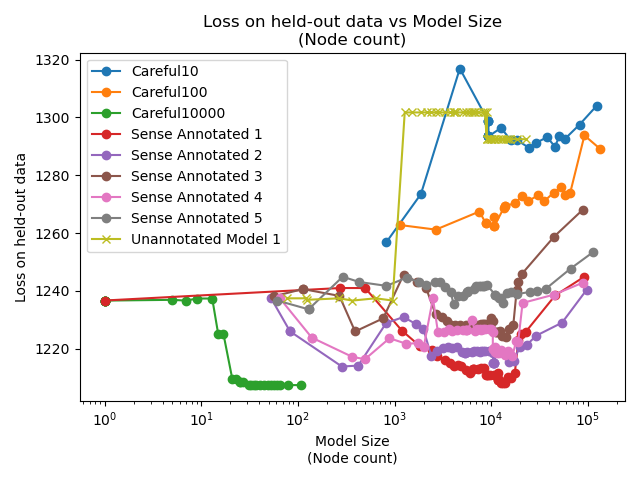 Loss on held-out data vs Model Size
(Node count)
1320
1300
1280
1260
1240
1220
Loss on held-out data
Careful10
Careful100
Careful10000
Sense Annotated 1
Sense Annotated 2
Sense Annotated 3
Sense Annotated 4
Sense Annotated 5
Unannotated Model 1
10⁰ 10¹ 10² 10³ 10⁴ 10⁵
Model Size
(Node count)